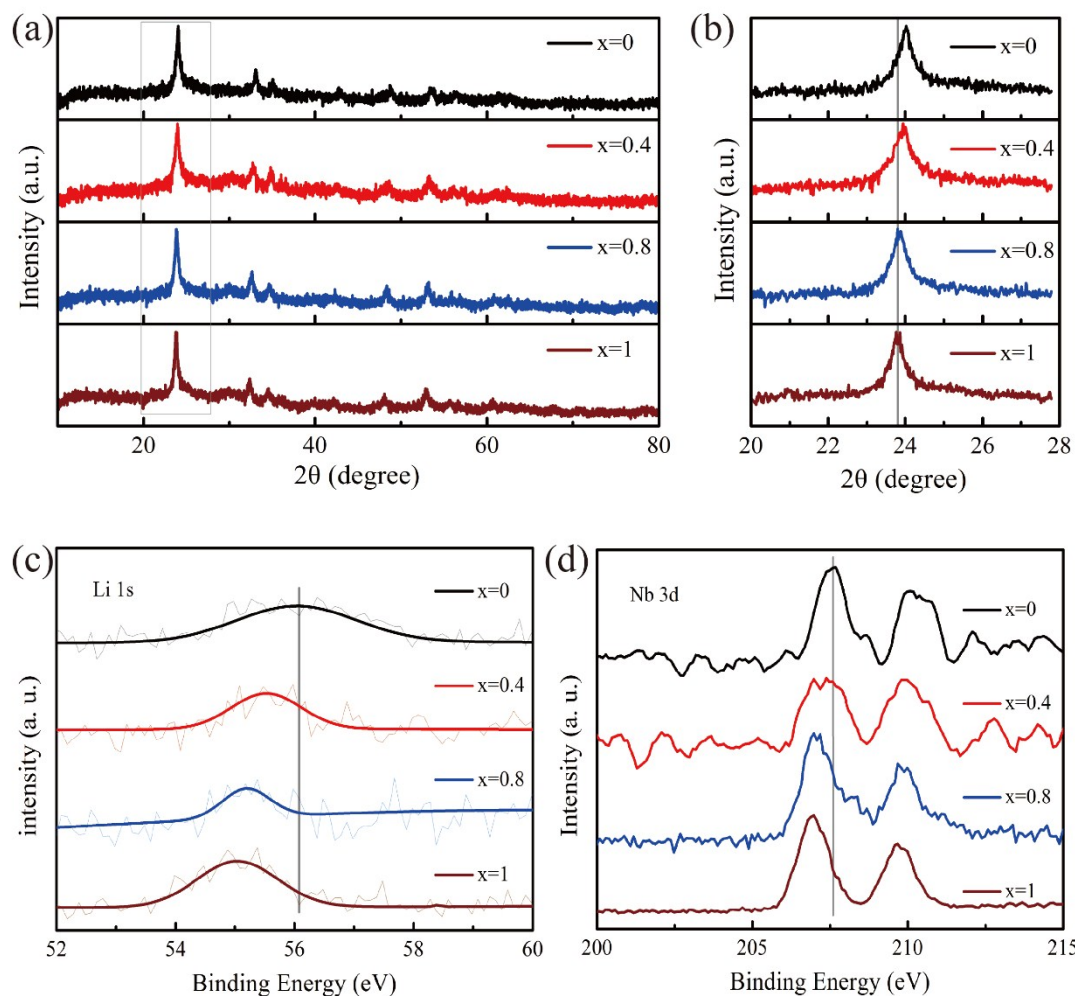 (a)
x=0
x=0.4
x=0.8
x=1
Intensity (a.u.)
20 40 60 80
2θ (degree)
(b)
x=0
x=0.4
x=0.8
x=1
Intensity (a.u.)
20 22 24 26 28
2θ (degree)
(c)
Li 1s
x=0
x=0.4
x=0.8
x=1
intensity (a. u.)
52 54 56 58 60
Binding Energy (eV)
(d)
Nb 3d
x=0
x=0.4
x=0.8
x=1
Intensity (a.u.)
200 205 207 210 215
Binding Energy (eV)